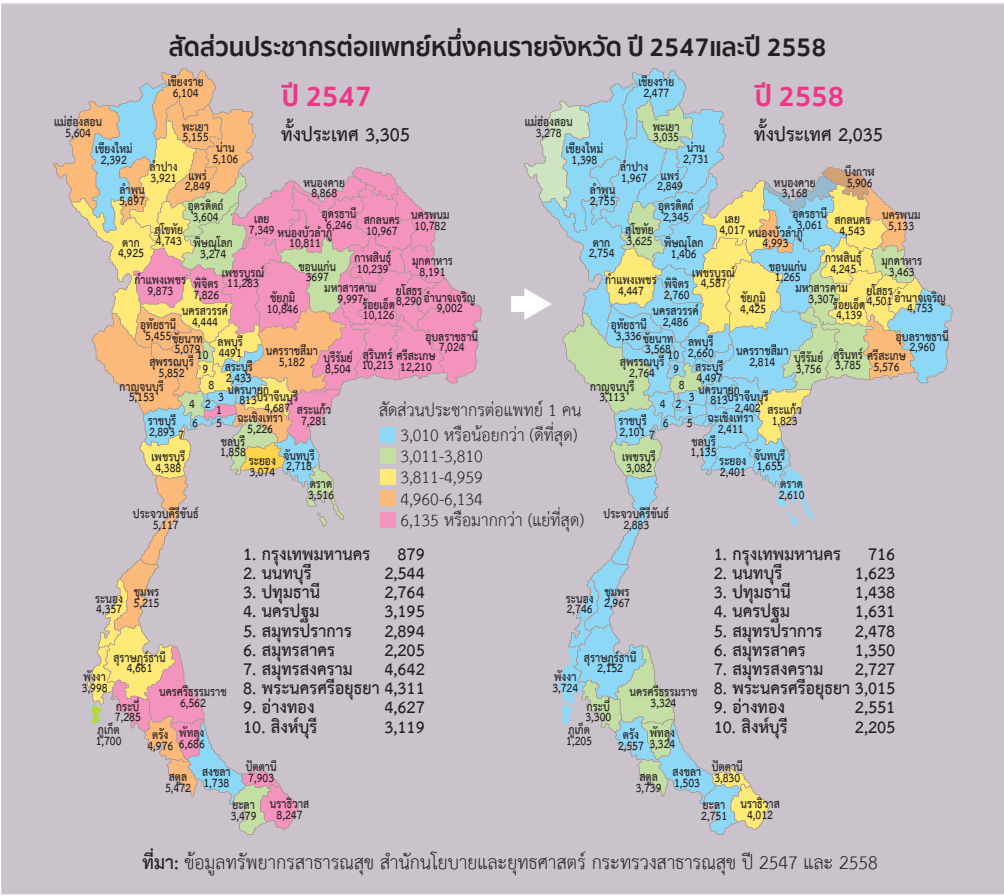 สัดส่วนประชากรต่อแพทย์หนึ่งคนรายจังหวัด ปี 2547และปี 2558
ปี 2547
ทั้งประเทศ 3,305
เชียงราย
6,104
แม่ฮ่องสอน
5,604
พะเยา
5,155
เชียงใหม่
2,392
น่าน
5,106
ลำปาง
3,921
แพร่
2,849
ลำพูน
5,897
อุตรดิตถ์
3,604
สุโขทัย
4,743
ตาก
4,925
พิษณุโลก
3,274
หนองคาย
8,868
เลย
7,349
อุดรธานี
6,246
หนองบัวลำภู
10,811
สกลนคร
10,967
นครพนม
10,782
กำแพงเพชร
9,873
พิจิตร
7,826
เพชรบูรณ์
11,283
ขอนแก่น
3697
กาฬสินธุ์
10,239
มุกดาหาร
8,191
ชัยภูมิ
10,846
มหาสารคาม
9,997
ร้อยเอ็ด
10,126
ยโสธร
8,290
อำนาจเจริญ
9,002
นครสวรรค์
4,444
อุทัยธานี
5,455
ชัยนาท
5,079
ลพบุรี
4491
นครราชสีมา
5,182
บุรีรัมย์
8,504
สุรินทร์
10,213
ศรีสะเกษ
12,210
อุบลราชธานี
7,024
สุพรรณบุรี
5,852
10
9
8
สระบุรี
2,433
กาญจนบุรี
5,153
นครนายก
813
ปราจีนบุรี
4,687
4
2
3
1
6
5
7
ราชบุรี
2,893
ฉะเชิงเทรา
5,226
สระแก้ว
7,281
ชลบุรี
1,858
ระยอง
3,074
จันทบุรี
2,718
ตราด
3,516
เพชรบุรี
4,388
ประจวบคีรีขันธ์
5,117
ระนอง
4,357
ชุมพร
5,215
สุราษฎร์ธานี
4,661
พังงา
3,998
กระบี่
7,285
นครศรีธรรมราช
6,562
ภูเก็ต
1,700
ตรัง
4,976
พัทลุง
6,686
สตูล
5,472
สงขลา
1,738
ปัตตานี
7,903
ยะลา
3,479
นราธิวาส
8,247
1. กรุงเทพมหานคร 879
2. นนทบุรี 2,544
3. ปทุมธานี 2,764
4. นครปฐม 3,195
5. สมุทรปราการ 2,894
6. สมุทรสาคร 2,205
7. สมุทรสงคราม 4,642
8. พระนครศรีอยุธยา 4,311
9. อ่างทอง 4,627
10. สิงห์บุรี 3,119
สัดส่วนประชากรต่อแพทย์ 1 คน
3,010 หรือน้อยกว่า (ดีที่สุด)
3,011-3,810
3,811-4,959
4,960-6,134
6,135 หรือมากกว่า (แย่ที่สุด)
ปี 2558
ทั้งประเทศ 2,035
เชียงราย
2,477
แม่ฮ่องสอน
3,278
พะเยา
3,035
เชียงใหม่
1,398
น่าน
2,731
ลำปาง
1,967
แพร่
2,849
ลำพูน
2,755
อุตรดิตถ์
2,345
สุโขทัย
3,625
ตาก
2,754
พิษณุโลก
1,406
หนองคาย
3,168
บึงกาฬ
5,906
เลย
4,017
อุดรธานี
3,061
หนองบัวลำภู
4,993
สกลนคร
4,543
นครพนม
5,133
กำแพงเพชร
4,447
พิจิตร
2,760
เพชรบูรณ์
4,587
ขอนแก่น
1,265
กาฬสินธุ์
4,245
มุกดาหาร
3,463
ชัยภูมิ
4,425
มหาสารคาม
3,307
ร้อยเอ็ด
4,139
ยโสธร
4,501
อำนาจเจริญ
4,753
นครสวรรค์
2,486
อุทัยธานี
3,336
ชัยนาท
3,568
ลพบุรี
2,660
นครราชสีมา
2,814
บุรีรัมย์
3,756
สุรินทร์
3,785
ศรีสะเกษ
5,576
อุบลราชธานี
2,960
สุพรรณบุรี
2,764
10
9
8
สระบุรี
4,497
กาญจนบุรี
3,113
นครนายก
813
ปราจีนบุรี
2,402
4
2
3
1
6
5
7
ราชบุรี
2,101
ฉะเชิงเทรา
2,411
สระแก้ว
1,823
ชลบุรี
1,135
ระยอง
2,401
จันทบุรี
1,655
ตราด
2,610
เพชรบุรี
3,082
ประจวบคีรีขันธ์
2,883
ระนอง
2,746
ชุมพร
2,967
สุราษฎร์ธานี
2,152
พังงา
3,724
กระบี่
3,300
นครศรีธรรมราช
3,324
ภูเก็ต
1,205
ตรัง
2,557
พัทลุง
3,324
สตูล
3,739
สงขลา
1,503
ปัตตานี
3,830
ยะลา
2,751
นราธิวาส
4,012
1. กรุงเทพมหานคร 716
2. นนทบุรี 1,623
3. ปทุมธานี 1,438
4. นครปฐม 1,631
5. สมุทรปราการ 2,478
6. สมุทรสาคร 1,350
7. สมุทรสงคราม 2,727
8. พระนครศรีอยุธยา 3,015
9. อ่างทอง 2,551
10. สิงห์บุรี 2,205
ที่มา: ข้อมูลทรัพยากรสาธารณสุข สำนักนโยบายและยุทธศาสตร์ กระทรวงสาธารณสุข ปี 2547 และ 2558